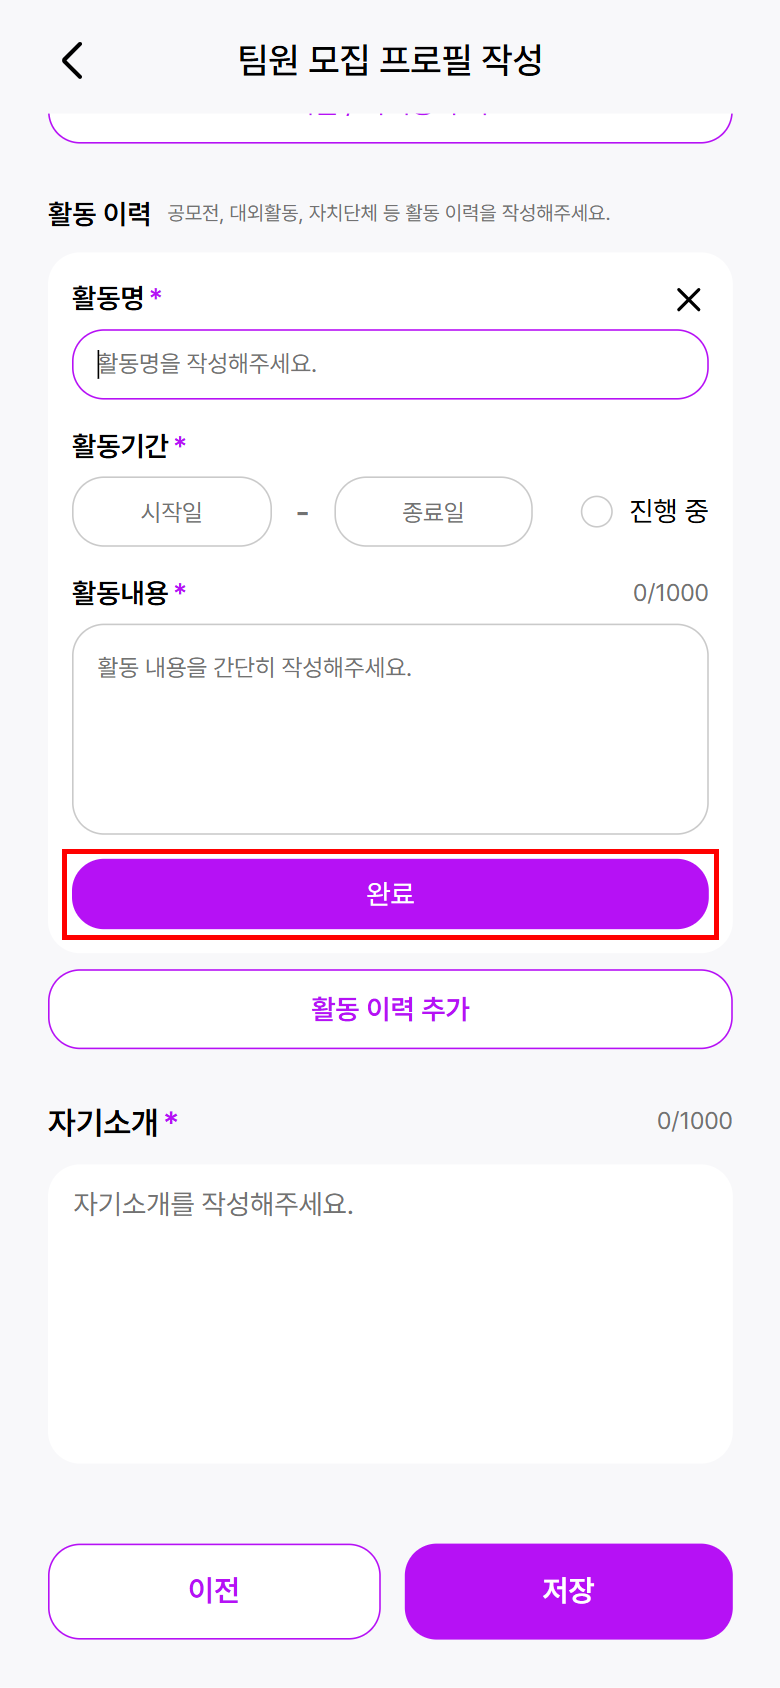 팀원 모집 프로필 작성
활동 이력 공모전, 대외활동, 자치단체 등 활동 이력을 작성해주세요.
활동명 *
활동명을 작성해주세요.
활동기간 *
시작일 - 종료일 진행 중
활동내용 * 0/1000
활동 내용을 간단히 작성해주세요.
완료
활동 이력 추가
자기소개 * 0/1000
자기소개를 작성해주세요.
이전 저장